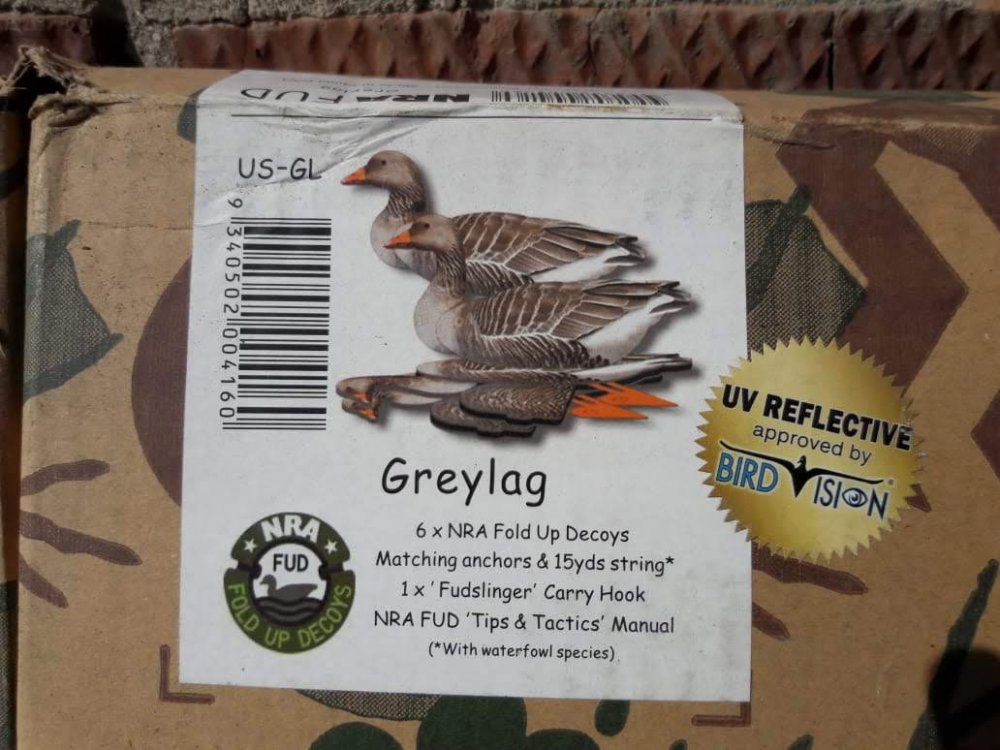 NRA FUD
US-GL
9 340502 004160
Greylag
6 x NRA Fold Up Decoys
Matching anchors & 15yds string*
1 x ' Fudslinger' Carry Hook
NRA FUD 'Tips & Tactics' Manual
(*With waterfowl species)
NRA
FUD
FOLD UP DECOYS
UV REFLECTIVE
approved by
BIRD VISION®